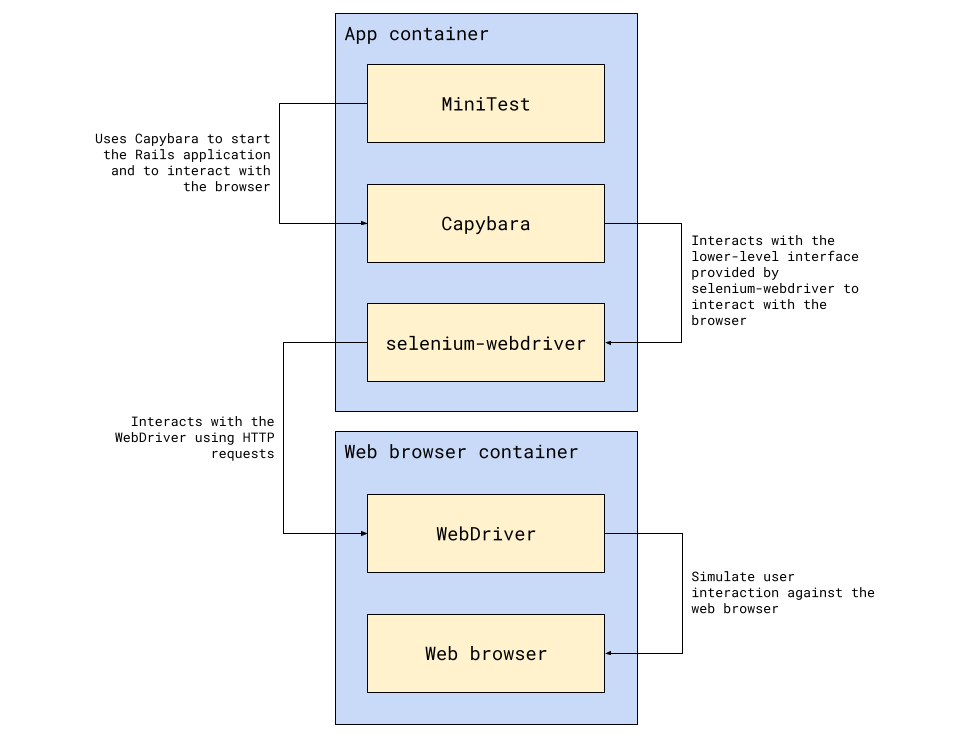 App container
MiniTest
Uses Capybara to start
the Rails application
and to interact with
the browser
Capybara
Interacts with the
lower-level interface
provided by
selenium-webdriver to
interact with the
browser
selenium-webdriver
Interacts with the
WebDriver using HTTP
requests
Web browser container
WebDriver
Simulate user
interaction against the
web browser
Web browser